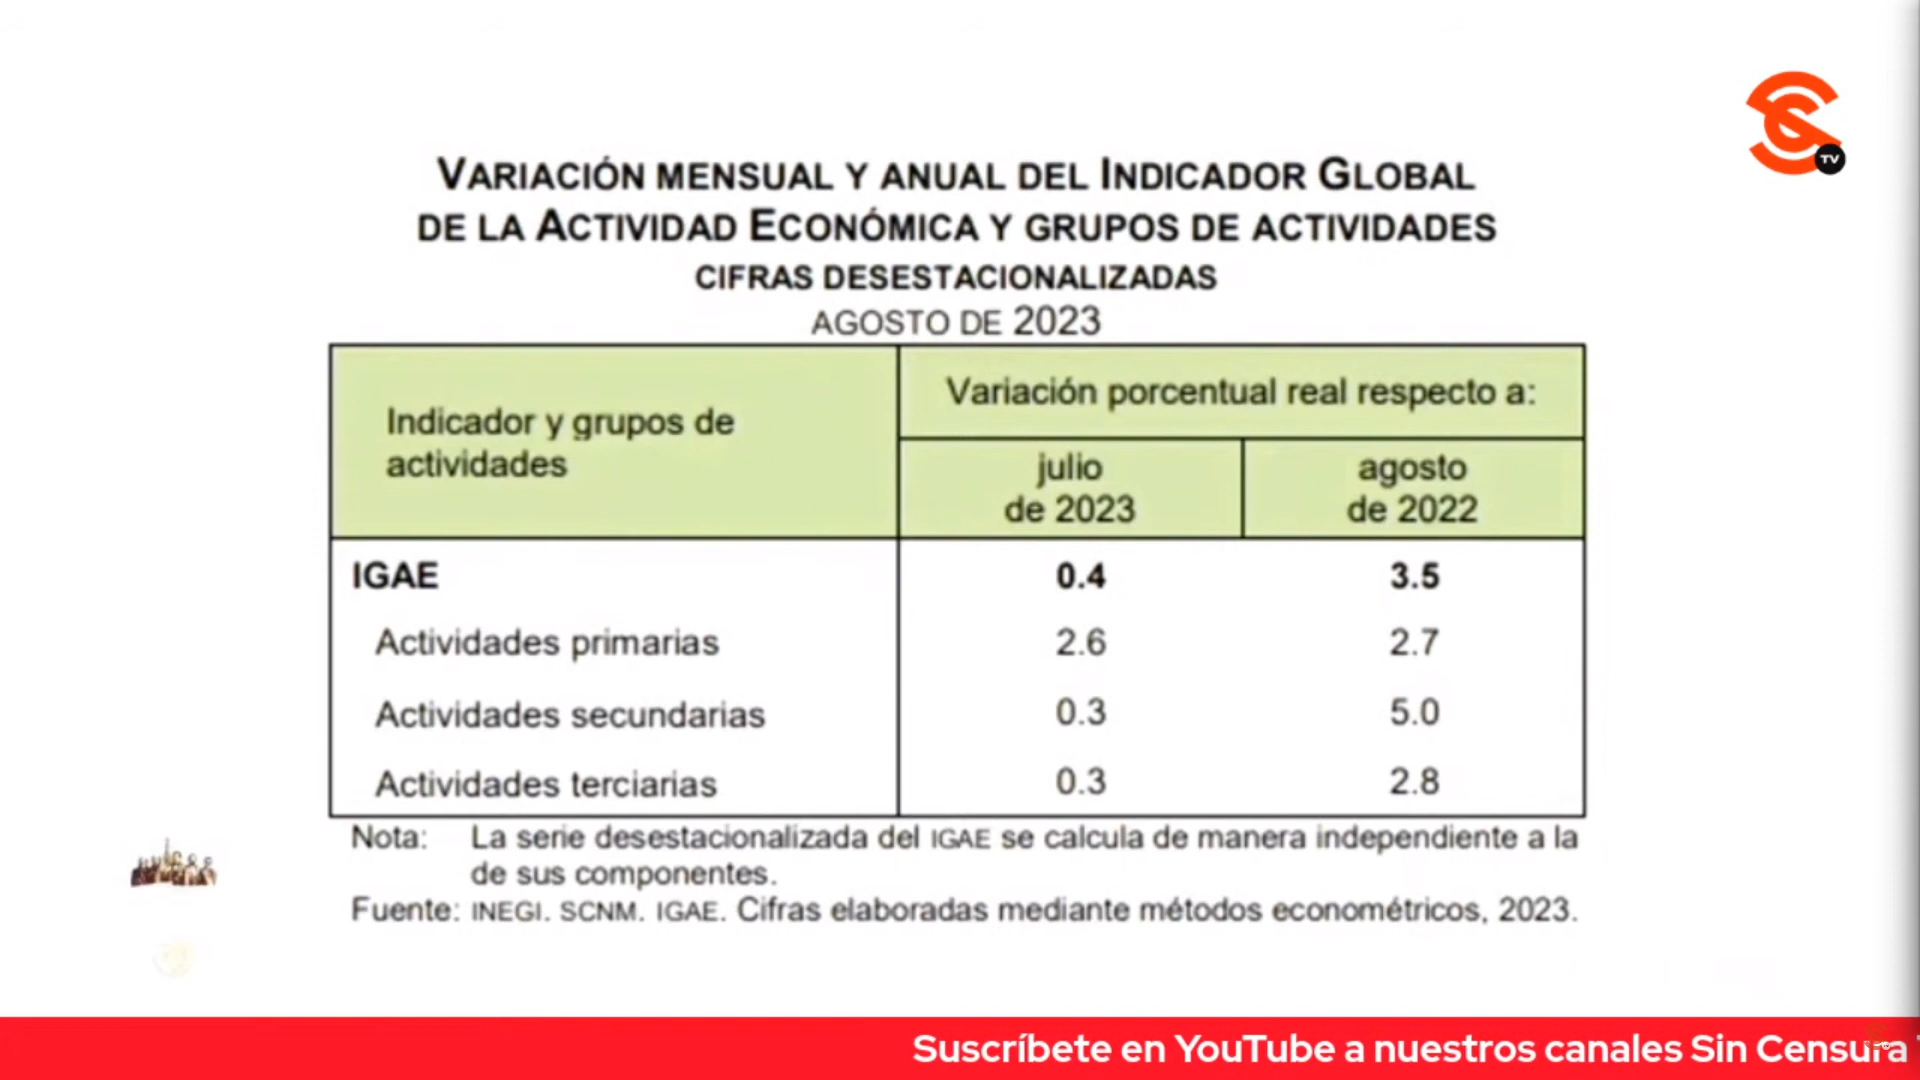 TV
VARIACIÓN MENSUAL Y ANUAL DEL INDICADOR GLOBAL
DE LA ACTIVIDAD ECONÓMICA Y GRUPOS DE ACTIVIDADES
CIFRAS DESESTACIONALIZADAS
AGOSTO DE 2023
Indicador y grupos de
actividades
Variación porcentual real respecto a:
julio
de 2023
agosto
de 2022
IGAE 0.4 3.5
Actividades primarias 2.6 2.7
Actividades secundarias 0.3 5.0
Actividades terciarias 0.3 2.8
Nota: La serie desestacionalizada del IGAE se calcula de manera independiente a la
de sus componentes.
Fuente: INEGI. SCNM. IGAE. Cifras elaboradas mediante métodos econométricos, 2023.
Suscríbete en YouTube a nuestros canales Sin Censura